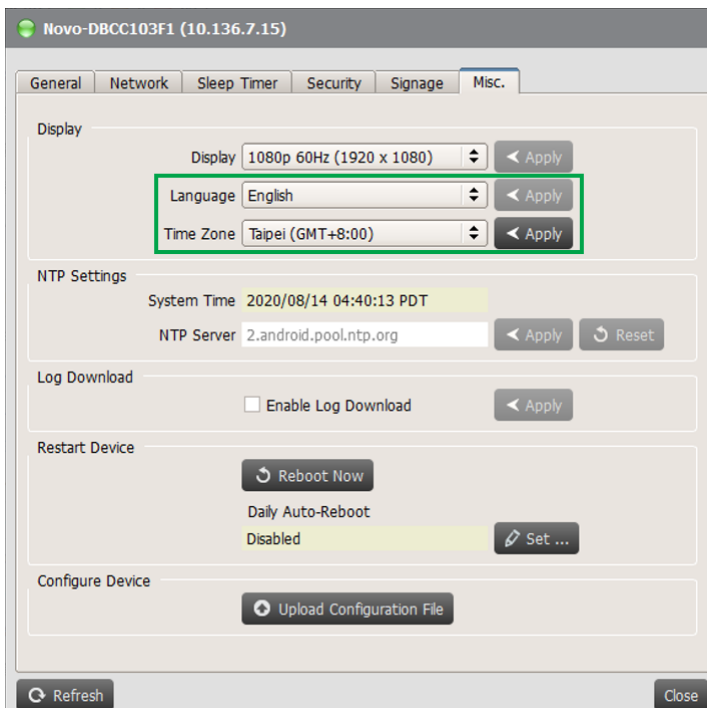 Novo-DBCC103F1 (10.136.7.15)
General Network Sleep Timer Security Signage Misc.
Display
Display 1080p 60Hz (1920 x 1080) Apply
Language English Apply
Time Zone Taipei (GMT+8:00) Apply
NTP Settings
System Time 2020/08/14 04:40:13 PDT
NTP Server 2.android.pool.ntp.org Apply Reset
Log Download
Enable Log Download Apply
Restart Device
Reboot Now
Daily Auto-Reboot
Disabled Set ...
Configure Device
Upload Configuration File
Refresh Close